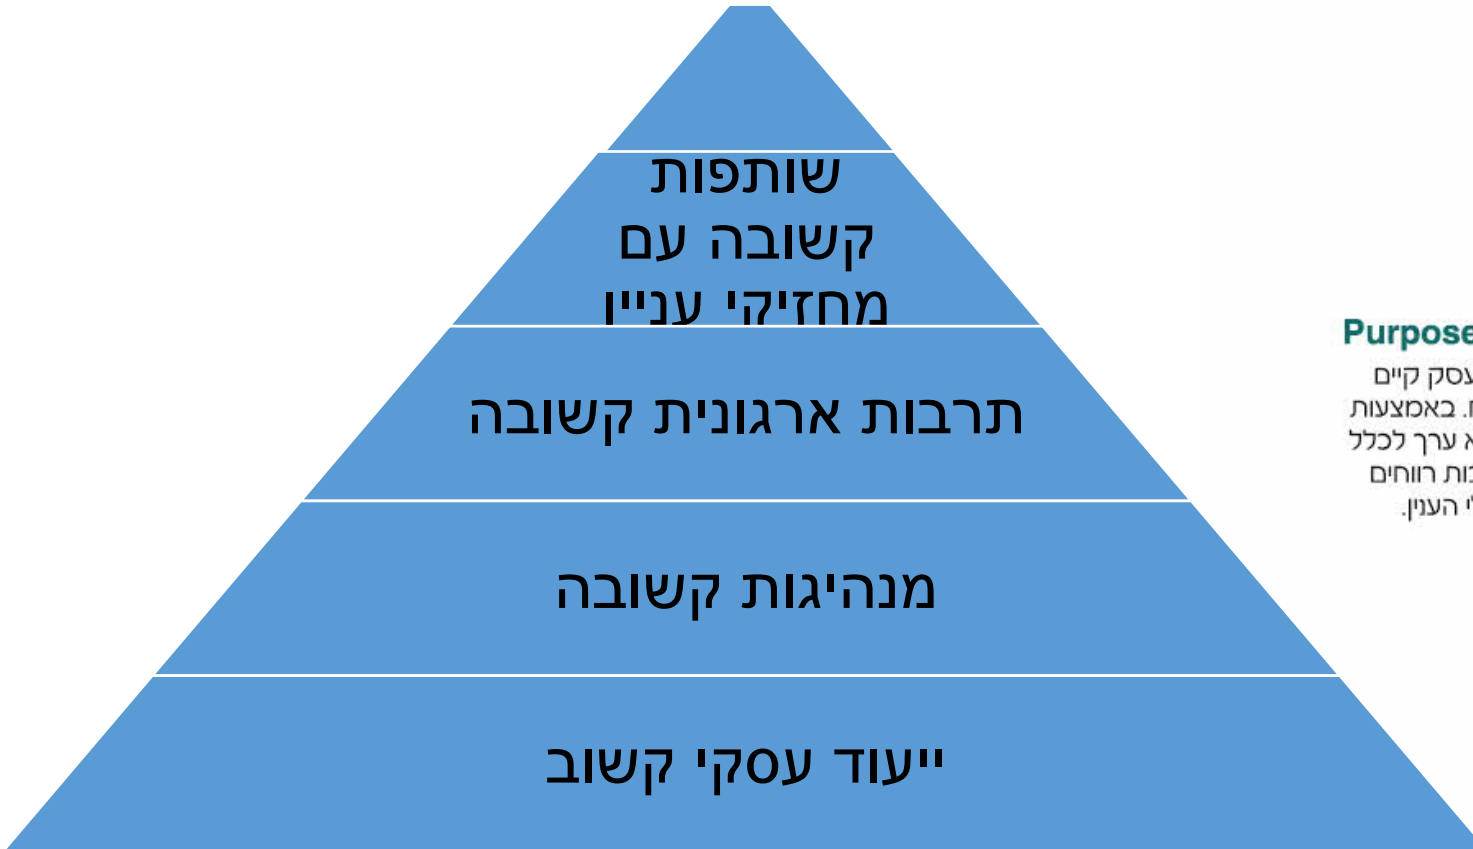 שותפות
קשובה עם
מחזיקי עניין
תרבות ארגונית קשובה
מנהיגות קשובה
ייעוד עסקי קשוב
Purpose
עסק קיים
באמצעות
ערך לכלל
רווחים
הענין.